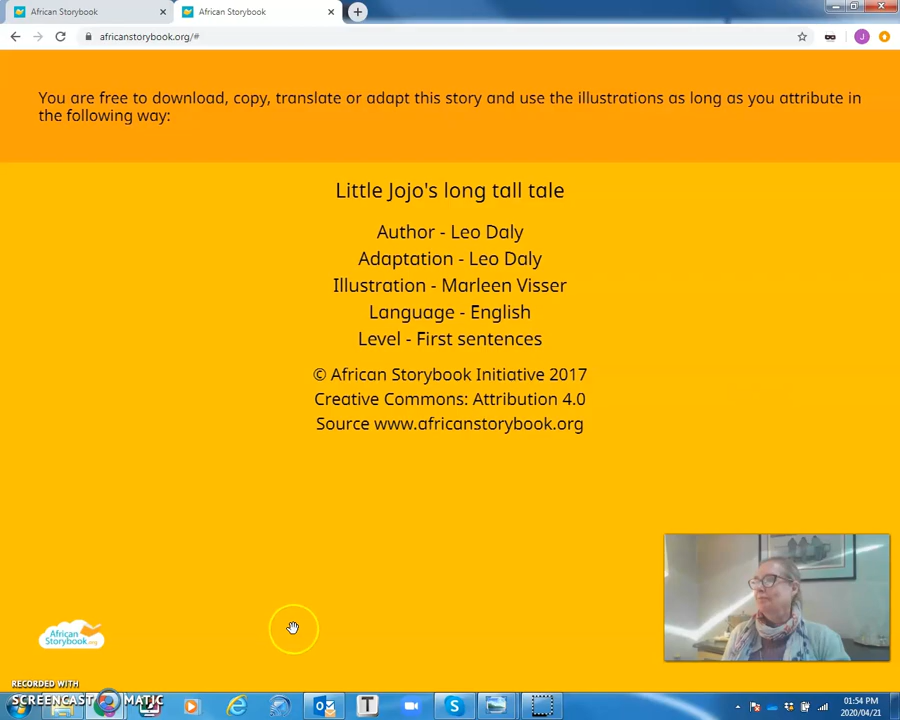 African Storybook
African Storybook
africanstorybook.org/#
J
You are free to download, copy, translate or adapt this story and use the illustrations as long as you attribute in
the following way:
Little Jojo's long tall tale
Author - Leo Daly
Adaptation - Leo Daly
Illustration - Marleen Visser
Language - English
Level - First sentences
© African Storybook Initiative 2017
Creative Commons: Attribution 4.0
Source www.africanstorybook.org
African
Storybook.org
RECORDED WITH
SCREENCAST MATIC
T
01:54 PM
2020/04/21